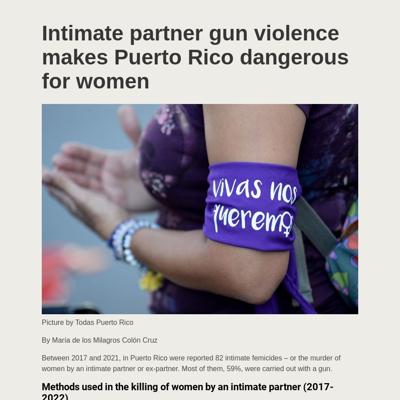 Intimate partner gun violence
makes Puerto Rico dangerous
for women
vivas nos
queremos
Picture by Todas Puerto Rico
By María de los Milagros Colón Cruz
Between 2017 and 2021, in Puerto Rico were reported 82 intimate femicides – or the murder of
women by an intimate partner or ex-partner. Most of them, 59%, were carried out with a gun.
Methods used in the killing of women by an intimate partner (2017-
2022)